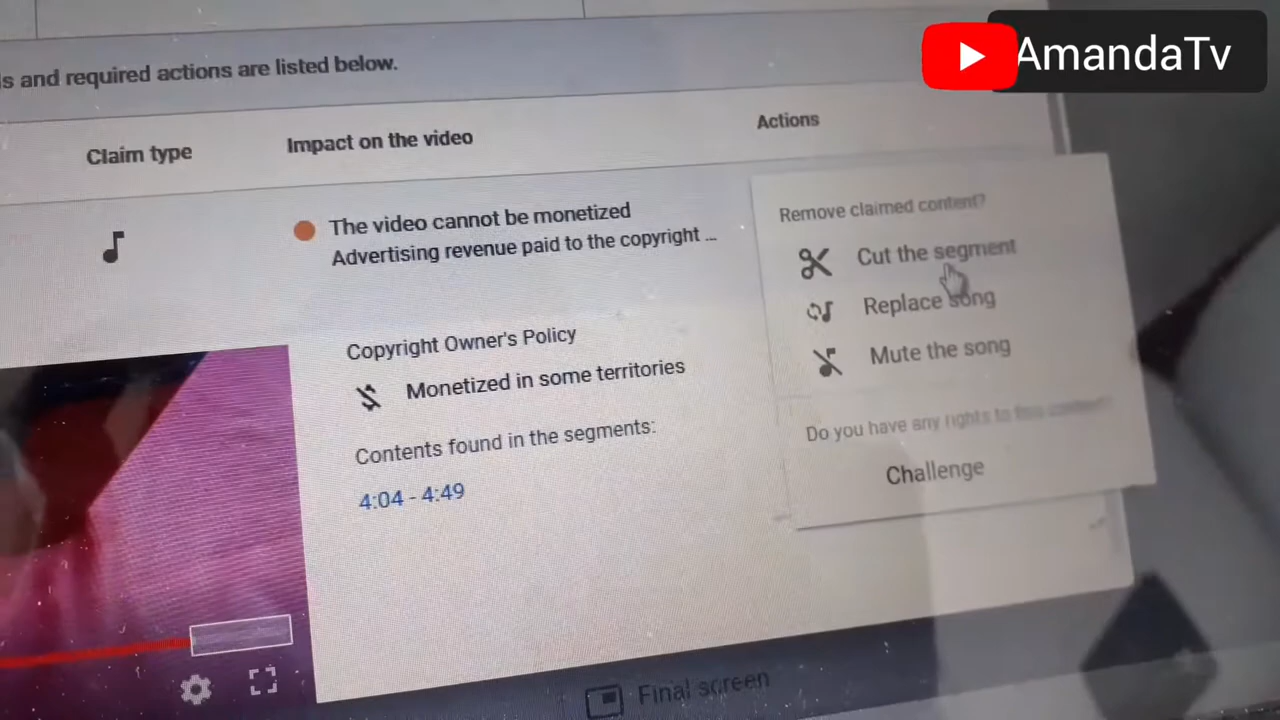 AmandaTv
s and required actions are listed below.
Claim type
Impact on the video
Actions
The video cannot be monetized
Advertising revenue paid to the copyright ...
Remove claimed content?
Cut the segment
Replace song
Mute the song
Copyright Owner's Policy
Monetized in some territories
Contents found in the segments:
4:04 - 4:49
Do you have any rights to this content?
Challenge
Final screen